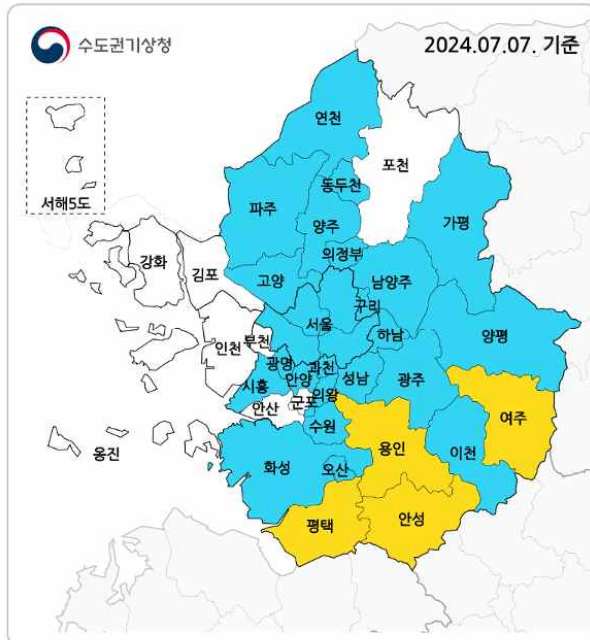 수도권기상청
2024.07.07. 기준
연천
포천
서해5도
동두천
파주
가평
양주
강화
의정부
김포
고양
남양주
구리
서울
인천
부천
하남
양평
광명
과천
시흥
안양
성남
광주
의왕
안산
군포
여주
수원
용인
이천
옹진
화성
오산
평택
안성